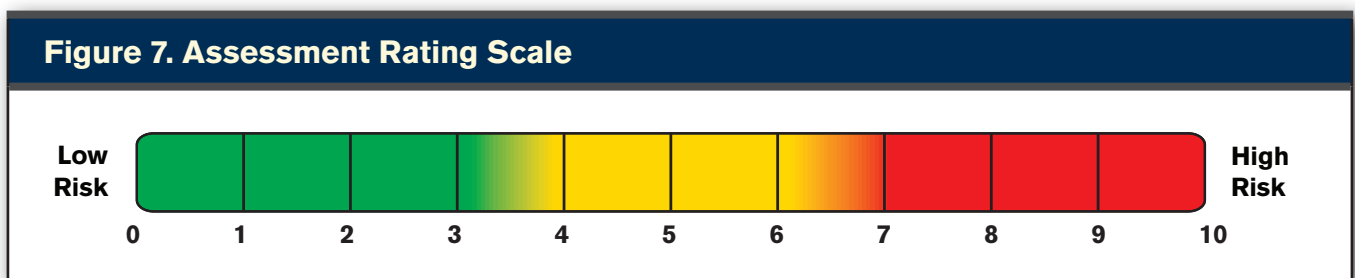 Figure 7. Assessment Rating Scale
Low
Risk
High
Risk
0 1 2 3 4 5 6 7 8 9 10